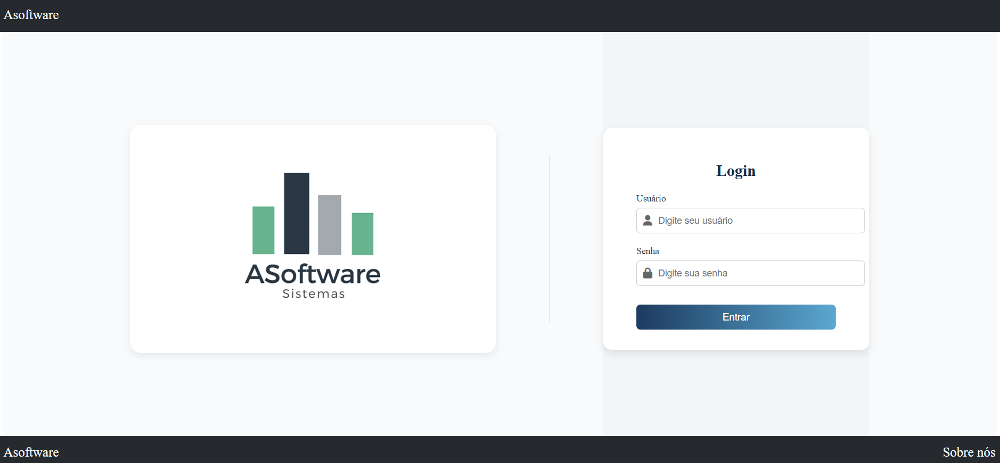 Asoftware
ASoftware
Sistemas
Login
Usuário
Digite seu usuário
Senha
Digite sua senha
Entrar
Asoftware
Sobre nós